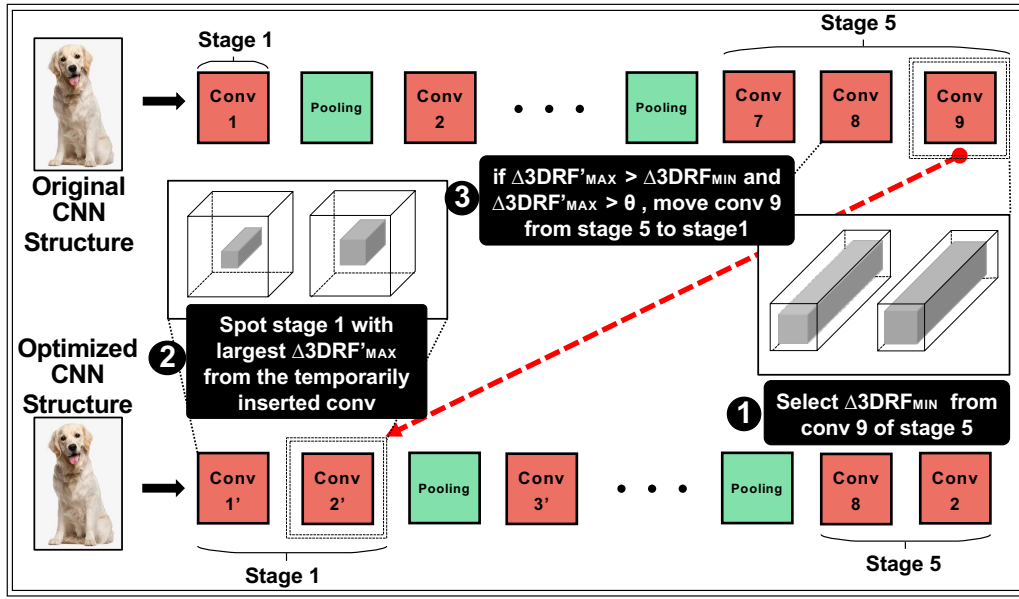 Stage 1
Stage 5
Conv
1
Pooling
Conv
2
. . .
Pooling
Conv
7
Conv
8
Conv
9
Original
CNN
Structure
3
if Δ3DRF'MAX > Δ3DRFMIN and
Δ3DRF'MAX > θ , move conv 9
from stage 5 to stage1
2
Spot stage 1 with
largest Δ3DRF'MAX
from the temporarily
inserted conv
1
Select Δ3DRFMIN from
conv 9 of stage 5
Optimized
CNN
Structure
Conv
1'
Conv
2'
Pooling
Conv
3'
. . .
Pooling
Conv
8
Conv
2
Stage 1
Stage 5